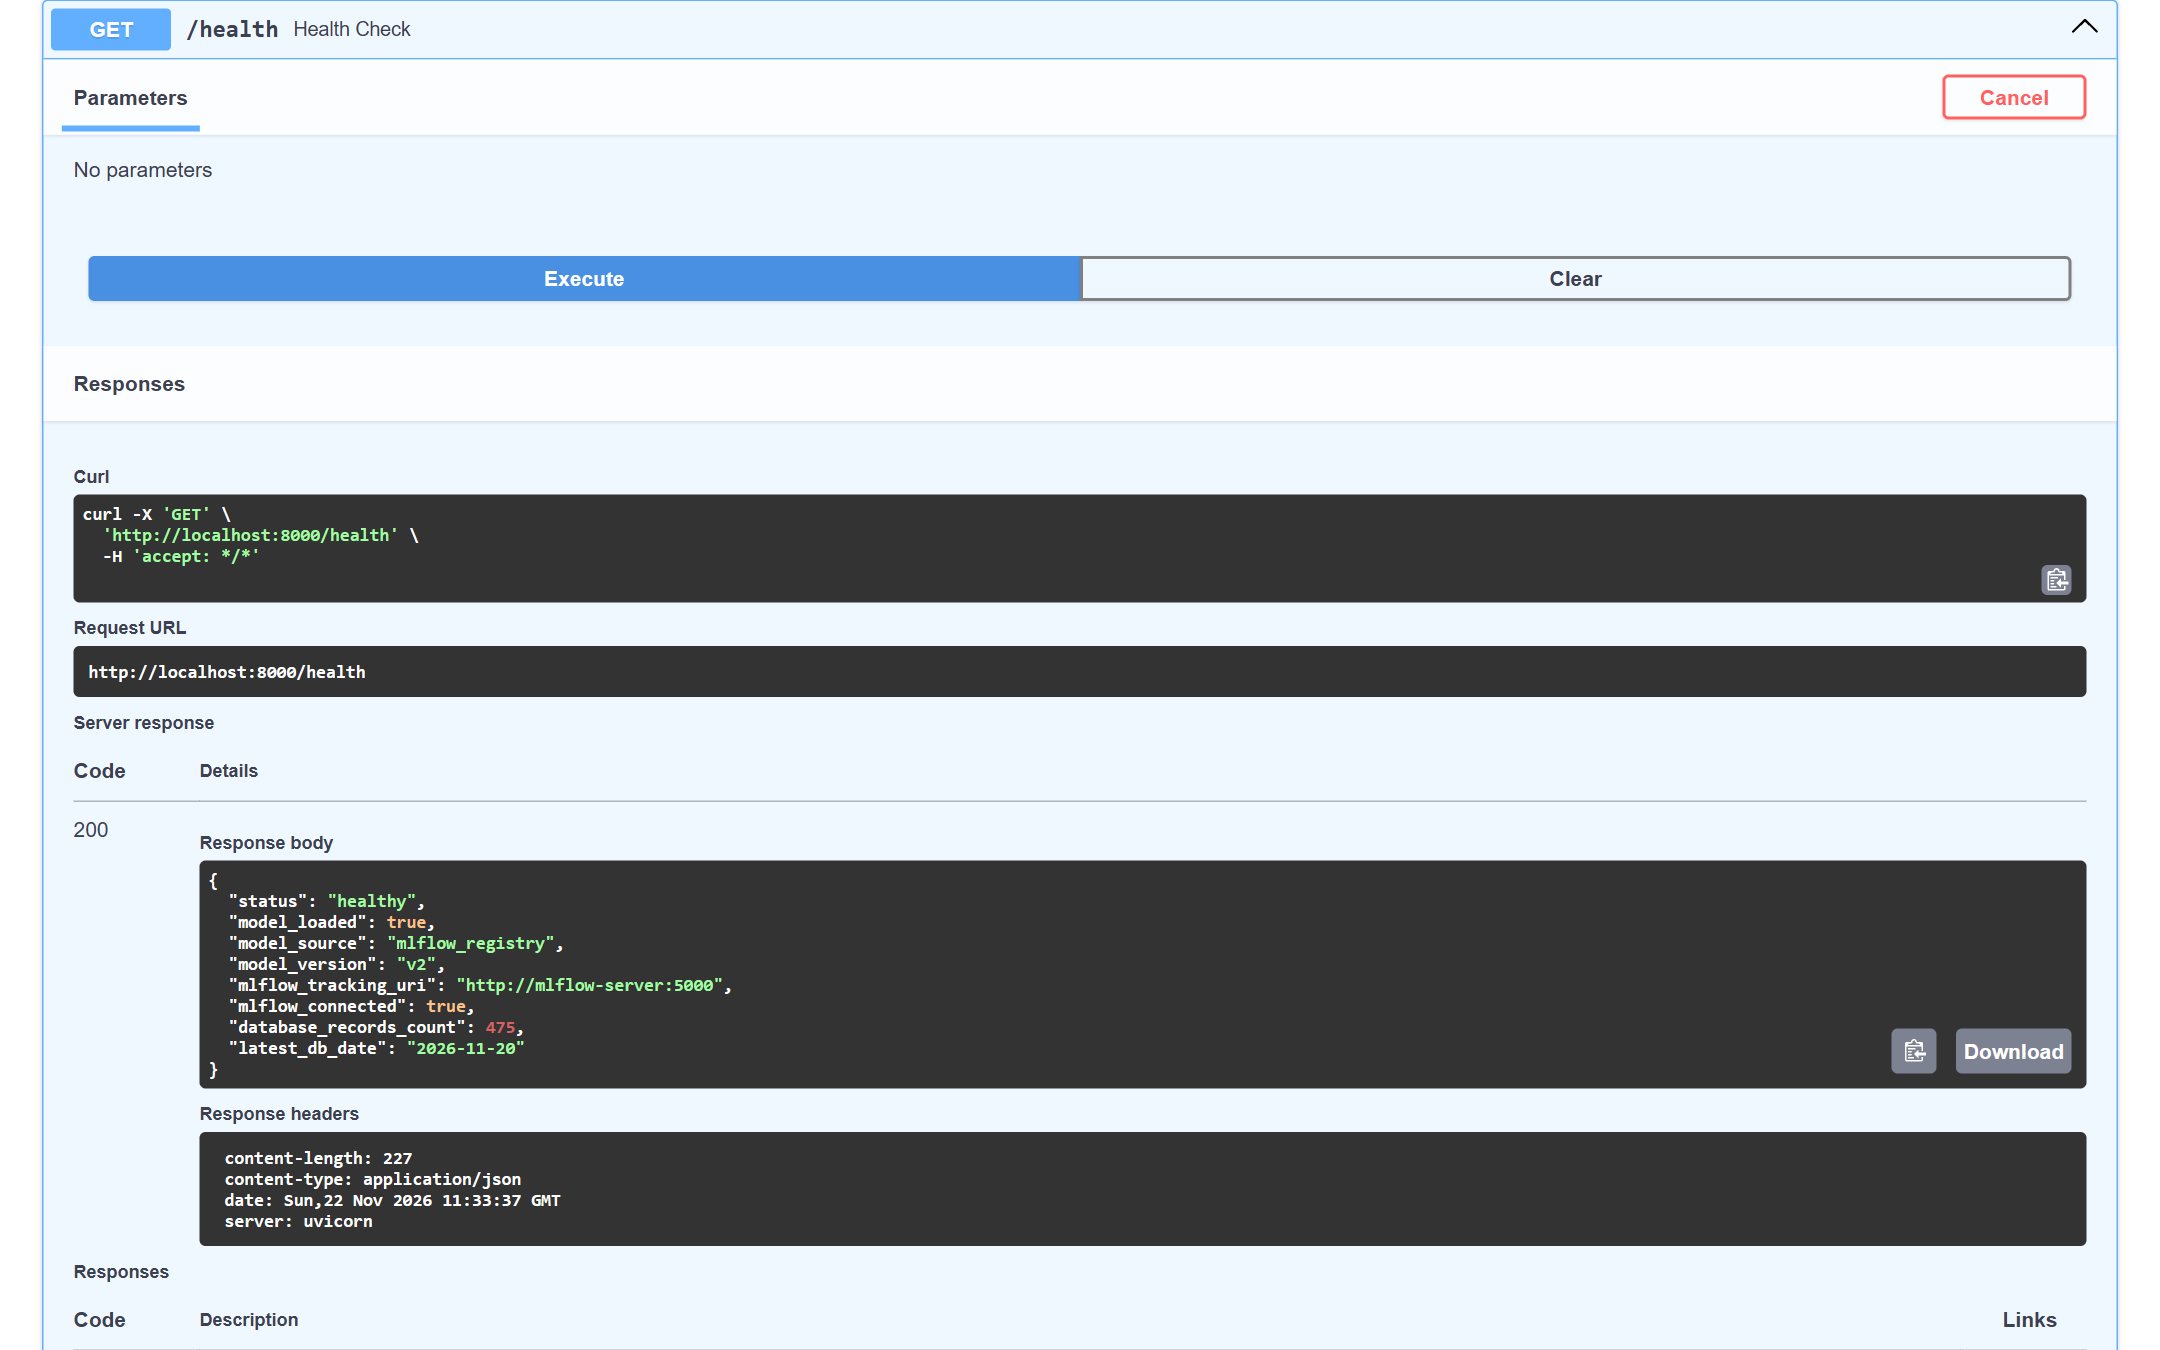 GET /health Health Check
Parameters
Cancel
No parameters
Execute
Clear
Responses
Curl
curl -X 'GET' \
  'http://localhost:8000/health' \
  -H 'accept: */*'
Request URL
http://localhost:8000/health
Server response
Code Details
200
Response body
{
  "status": "healthy",
  "model_loaded": true,
  "model_source": "mlflow_registry",
  "model_version": "v2",
  "mlflow_tracking_uri": "http://mlflow-server:5000",
  "mlflow_connected": true,
  "database_records_count": 475,
  "latest_db_date": "2026-11-20"
}
Download
Response headers
content-length: 227
content-type: application/json
date: Sun,22 Nov 2026 11:33:37 GMT
server: uvicorn
Responses
Code Description Links